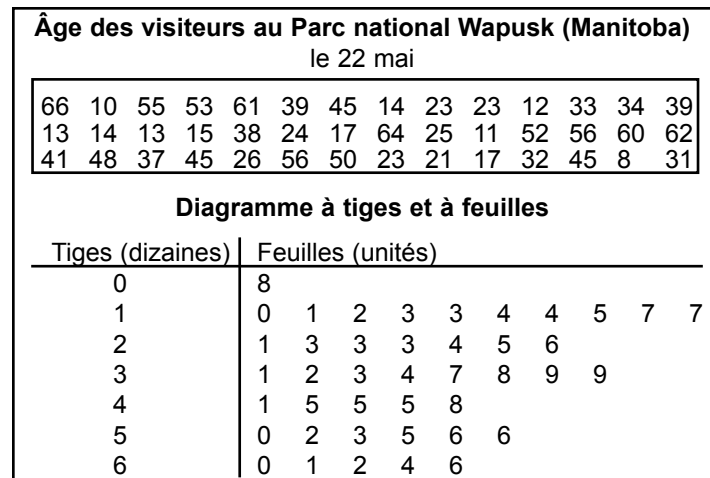 Âge des visiteurs au Parc national Wapusk (Manitoba)
le 22 mai
66 10 55 53 61 39 45 14 23 23 12 33 34 39
13 14 13 15 38 24 17 64 25 11 52 56 60 62
41 48 37 45 26 56 50 23 21 17 32 45 8 31
Diagramme à tiges et à feuilles
Tiges (dizaines) Feuilles (unités)
0 8
1 0 1 2 3 3 4 4 5 7 7
2 1 3 3 3 4 5 6
3 1 2 3 4 7 8 9 9
4 1 5 5 5 8
5 0 2 3 5 6 6
6 0 1 2 4 6